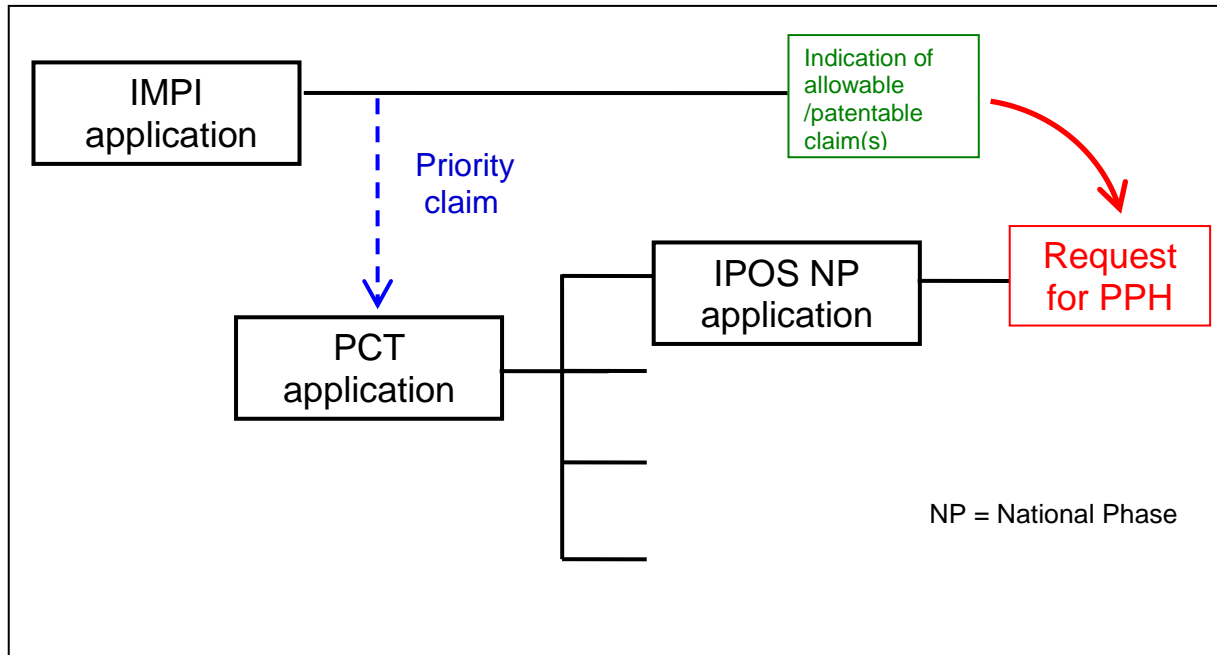 IMPI
application
Indication of
allowable
/patentable
claim(s)
Priority
claim
IPOS NP
application
Request
for PPH
PCT
application
NP = National Phase